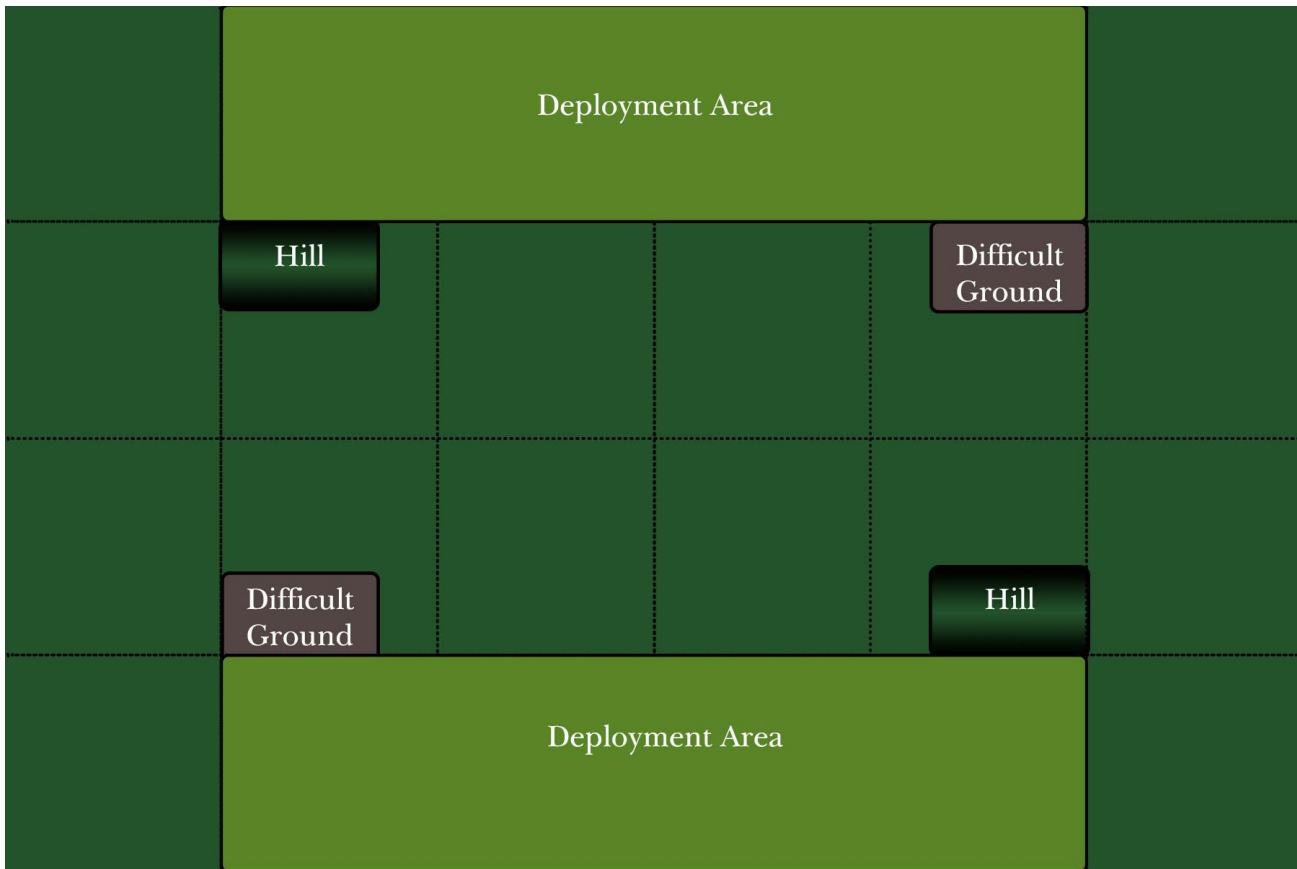 Deployment Area
Hill
Difficult
Ground
Difficult
Ground
Hill
Deployment Area